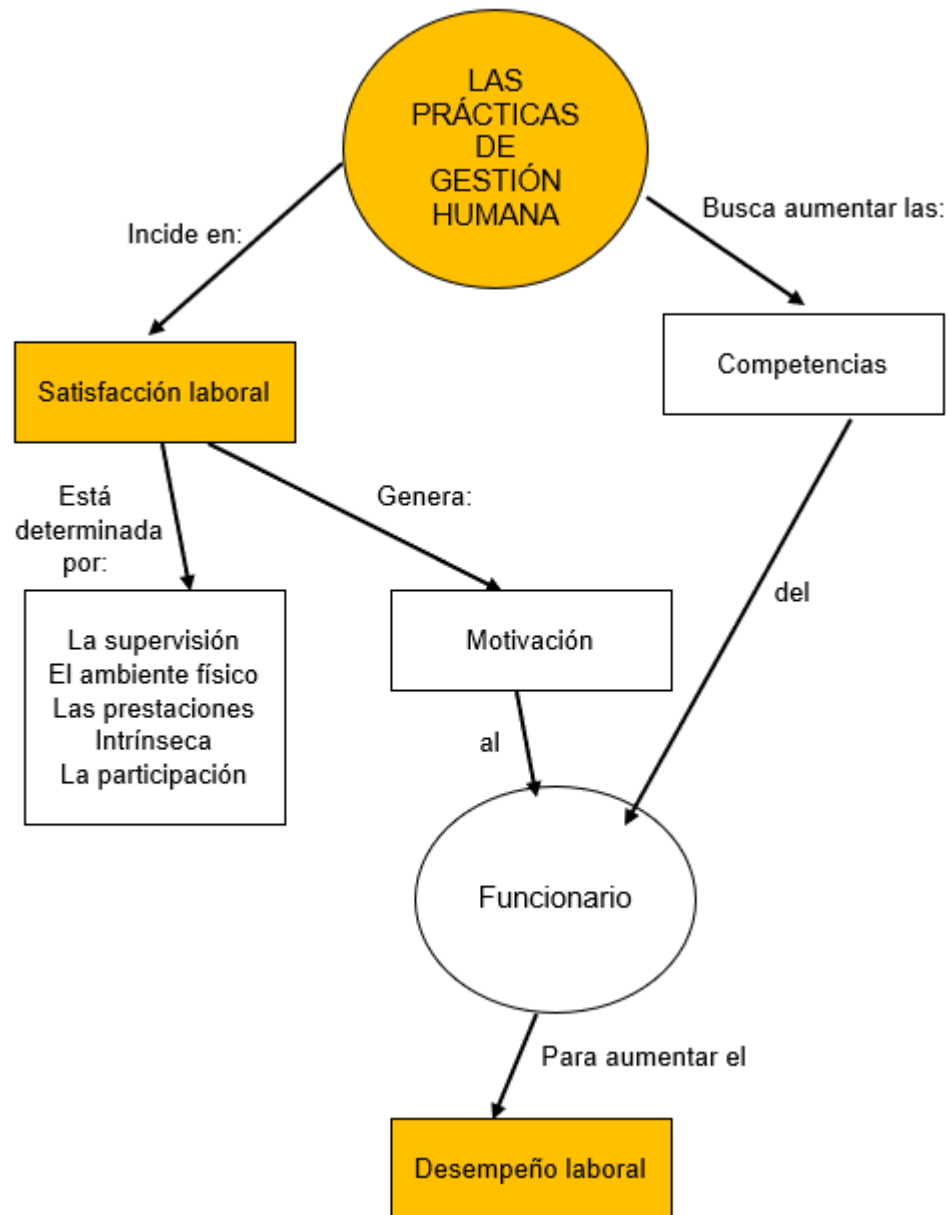 LAS
PRÁCTICAS
DE
GESTIÓN
HUMANA
Incide en:
Busca aumentar las:
Satisfacción laboral
Competencias
Está
determinada
por:
Genera:
del
La supervisión
El ambiente físico
Las prestaciones
Intrínseca
La participación
Motivación
al
Funcionario
Para aumentar el
Desempeño laboral